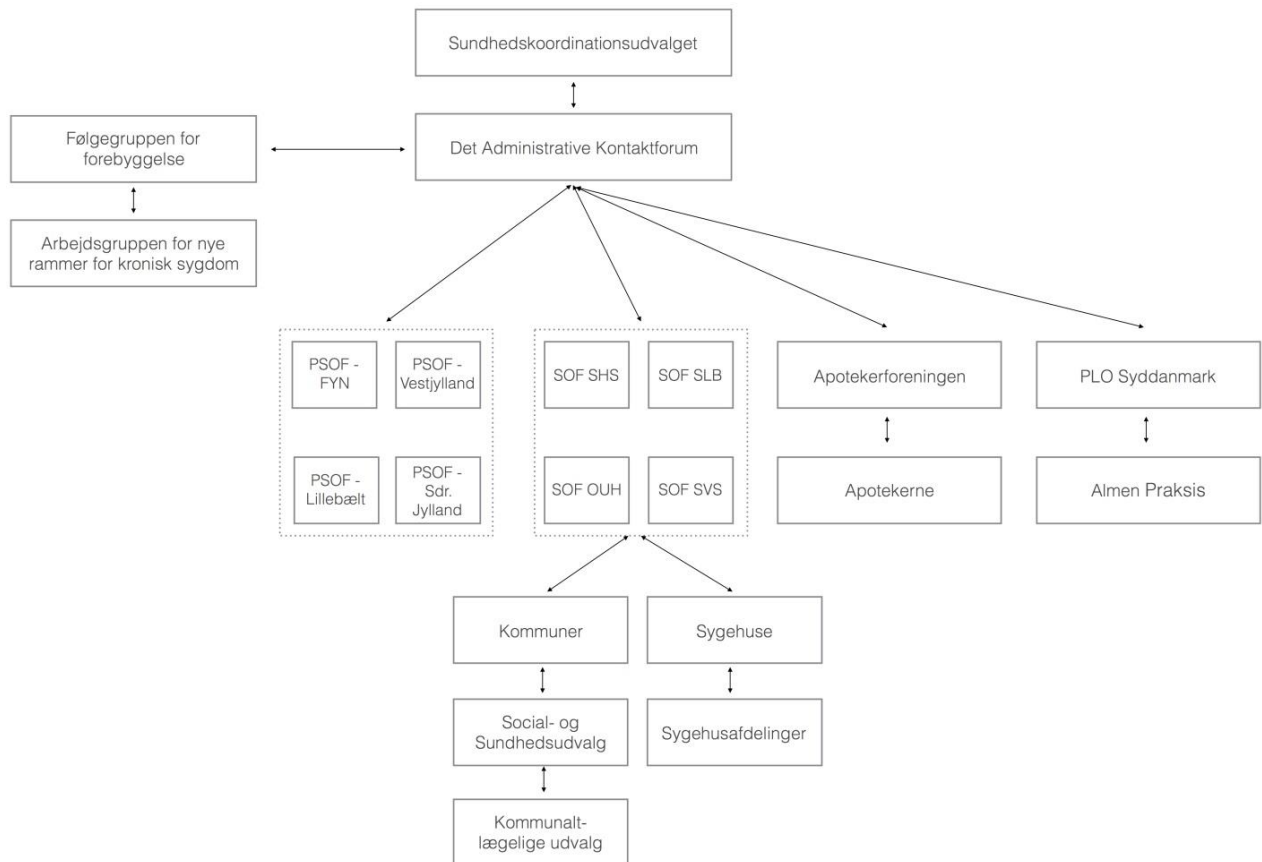 Sundhedskoordinationsudvalget
Følgegruppen for
forebyggelse
Det Administrative Kontaktforum
Arbejdsgruppen for nye
rammer for kronisk sygdom
PSOF -
FYN
PSOF -
Vestjylland
SOF SHS
SOF SLB
Apotekerforeningen
PLO Syddanmark
PSOF -
Lillebælt
PSOF -
Sdr.
Jylland
SOF OUH
SOF SVS
Apotekerne
Almen Praksis
Kommuner
Sygehuse
Social- og
Sundhedsudvalg
Sygehusafdelinger
Kommunalt-
lægelige udvalg